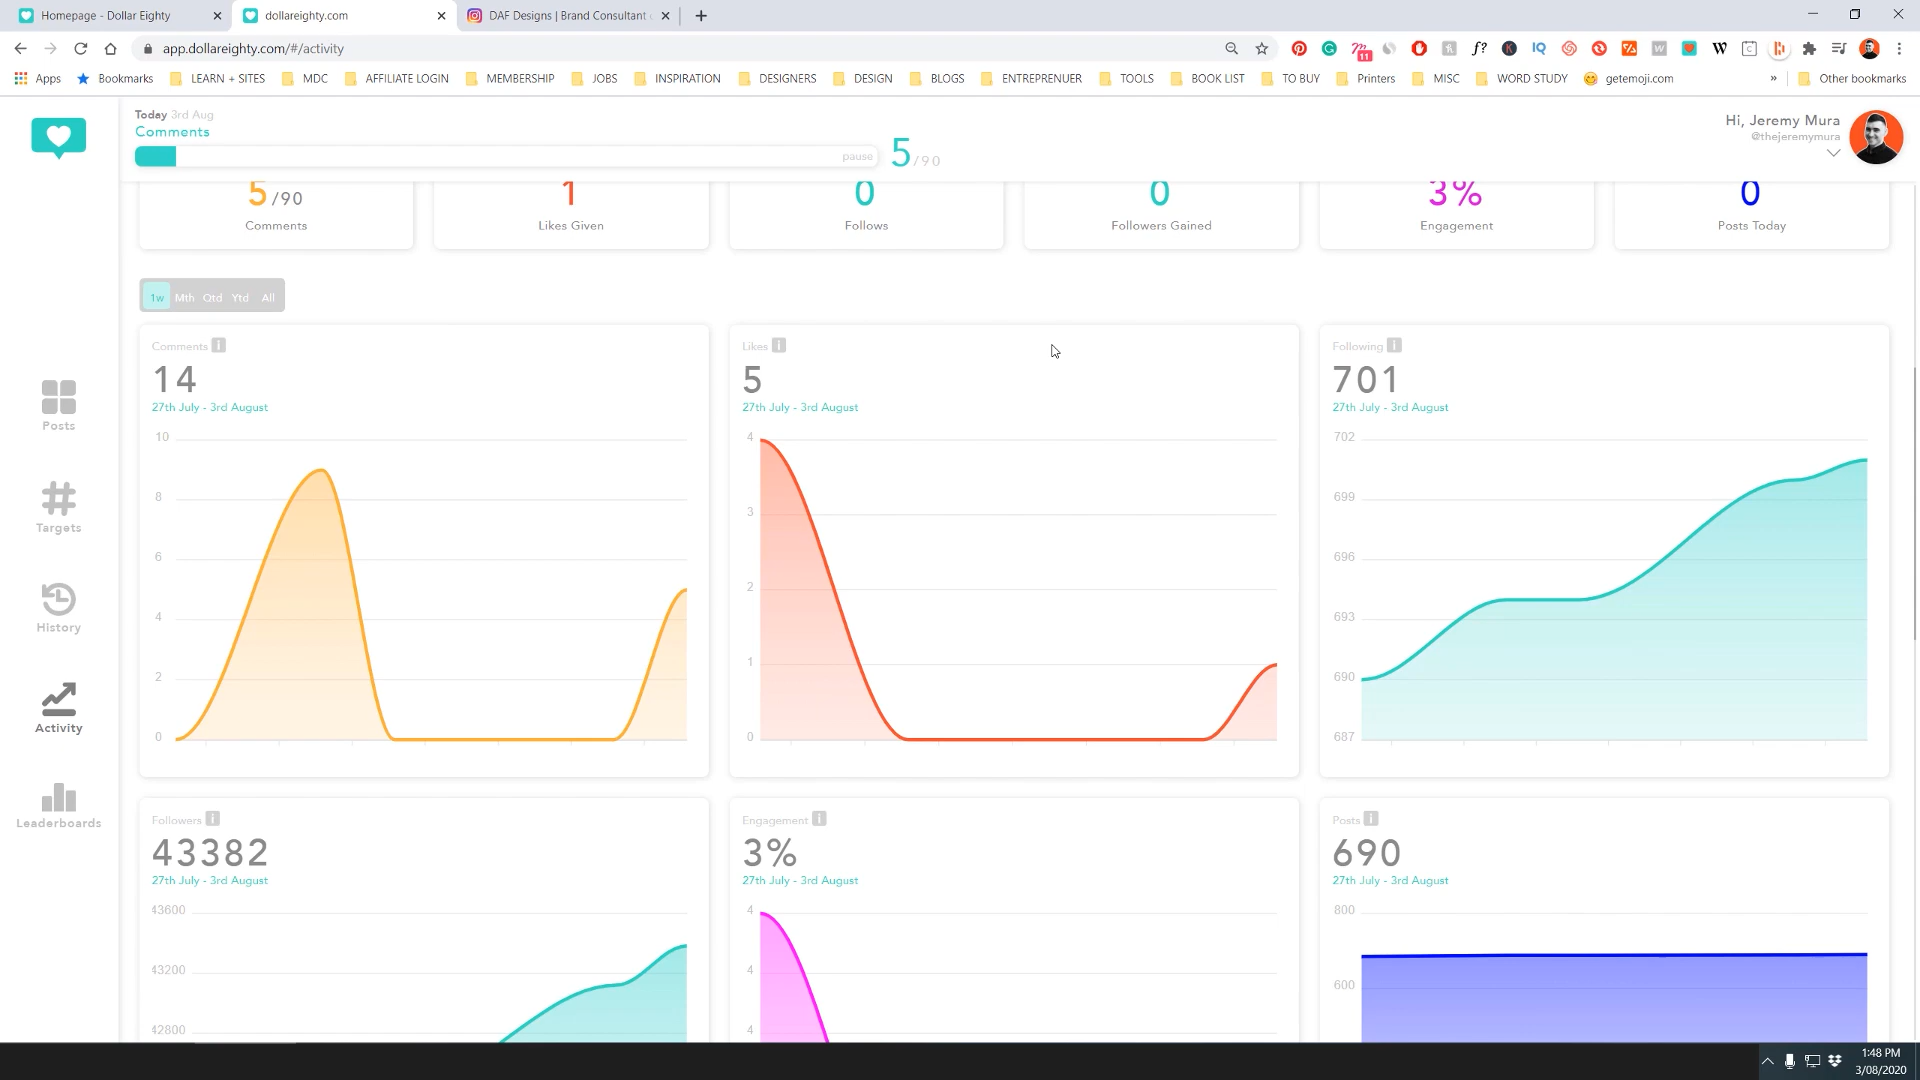 Homepage - Dollar Eighty
dollareighty.com
DAF Designs | Brand Consultant
app.dollareighty.com/#/activity
11
Apps
Bookmarks
LEARN + SITES
MDC
AFFILIATE LOGIN
MEMBERSHIP
JOBS
INSPIRATION
DESIGNERS
DESIGN
BLOGS
ENTREPRENUER
TOOLS
BOOK LIST
TO BUY
Printers
MISC
WORD STUDY
getemoji.com
»
Other bookmarks
Today 3rd Aug
Comments
pause
5/90
Hi, Jeremy Mura
@thejeremymura
5/90
Comments
1
Likes Given
0
Follows
0
Followers Gained
3%
Engagement
0
Posts Today
1w Mth Qtd Ytd All
Posts
Targets
History
Activity
Leaderboards
Comments i
14
27th July - 3rd August
10
8
6
4
2
0
Likes i
5
27th July - 3rd August
4
3
2
1
0
Following i
701
27th July - 3rd August
702
699
696
693
690
687
Followers i
43382
27th July - 3rd August
43600
43200
42800
Engagement i
3%
27th July - 3rd August
4
4
4
Posts i
690
27th July - 3rd August
800
600
1:48 PM
3/08/2020